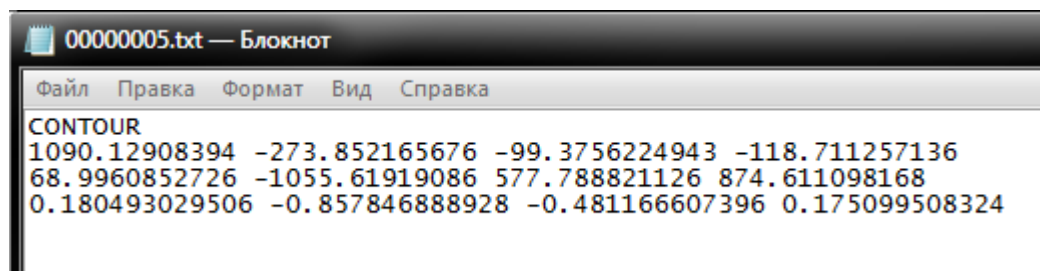 00000005.txt — Блокнот
Файл Правка Формат Вид Справка
CONTOUR
1090.12908394 -273.852165676 -99.3756224943 -118.711257136
68.9960852726 -1055.61919086 577.788821126 874.611098168
0.180493029506 -0.857846888928 -0.481166607396 0.175099508324